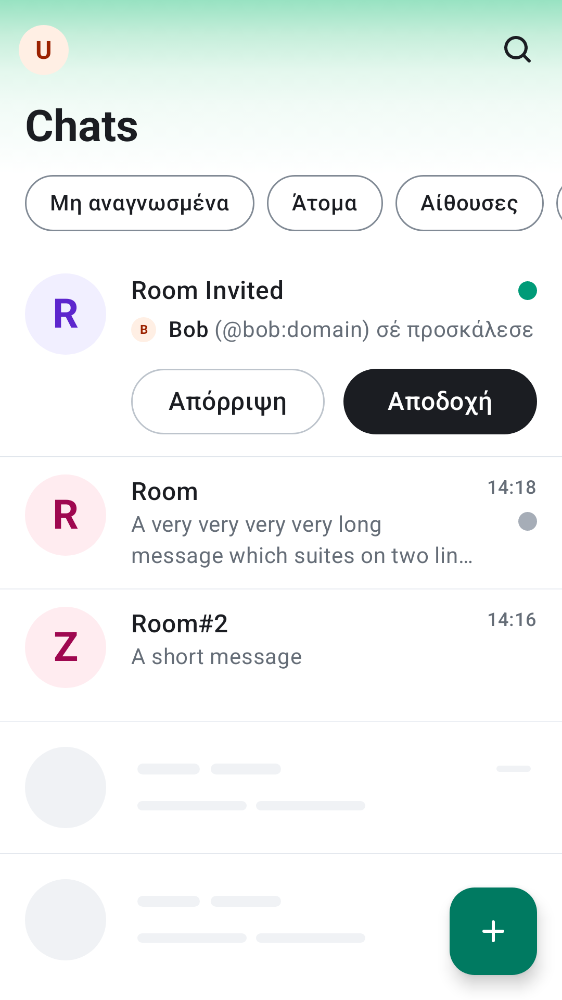 U
Chats
Μη αναγνωσμένα
Άτομα
Αίθουσες
R
Room Invited
B
Bob (@bob:domain) σέ προσκάλεσε
Απόρριψη
Αποδοχή
R
Room
14:18
A very very very very long
message which suites on two lin…
Z
Room#2
14:16
A short message